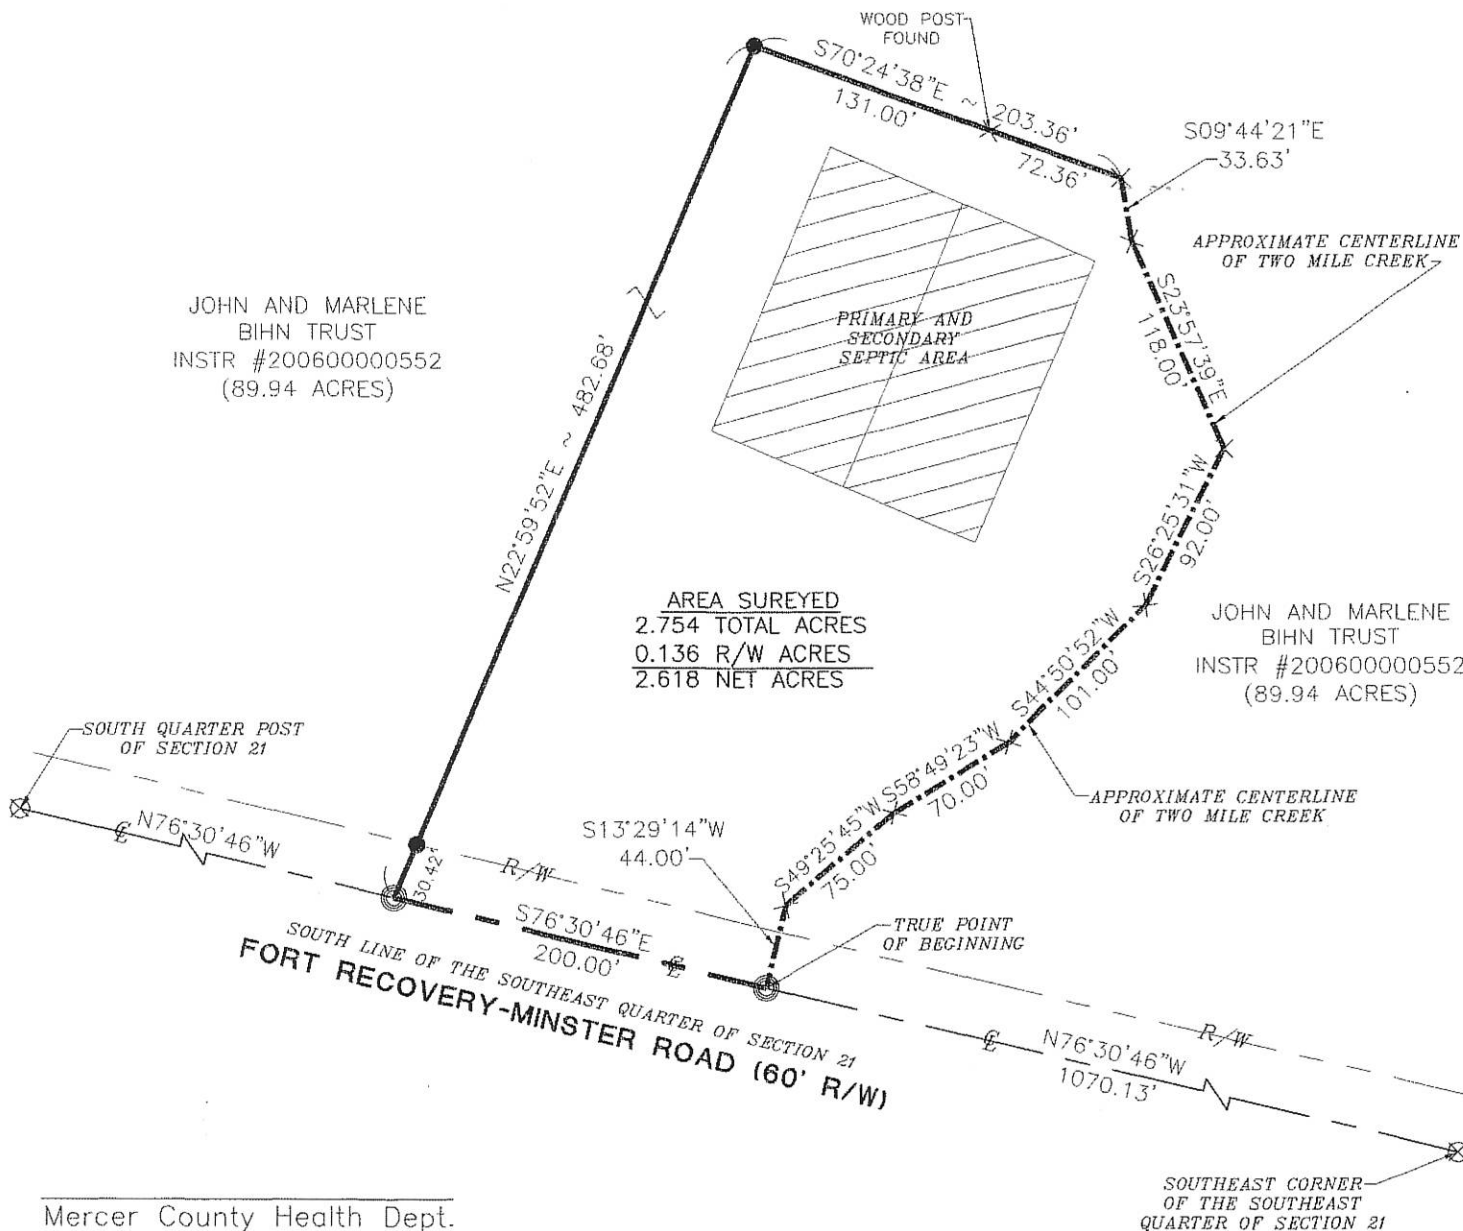 WOOD POST
FOUND
S70°24'38"E ~ 203.36'
131.00'
72.36'
S09°44'21"E
33.63'
APPROXIMATE CENTERLINE
OF TWO MILE CREEK
S23°57'39"E
118.00'
JOHN AND MARLENE
BIHN TRUST
INSTR #200600000552
(89.94 ACRES)
PRIMARY AND
SECONDARY
SEPTIC AREA
N22°59'52"E ~ 482.68'
S26°25'31"W
92.00'
AREA SUREYED
2.754 TOTAL ACRES
0.136 R/W ACRES
2.618 NET ACRES
JOHN AND MARLENE
BIHN TRUST
INSTR #200600000552
(89.94 ACRES)
S44°50'52"W
101.00'
SOUTH QUARTER POST
OF SECTION 21
S58°49'23"W
70.00'
APPROXIMATE CENTERLINE
OF TWO MILE CREEK
N76°30'46"W
S13°29'14"W
44.00'
S49°25'45"W
75.00'
30.42'
R/W
TRUE POINT
OF BEGINNING
S76°30'46"E
200.00'
SOUTH LINE OF THE SOUTHEAST QUARTER OF SECTION 21
FORT RECOVERY-MINSTER ROAD (60' R/W)
R/W
N76°30'46"W
1070.13'
SOUTHEAST CORNER
OF THE SOUTHEAST
QUARTER OF SECTION 21
Mercer County Health Dept.